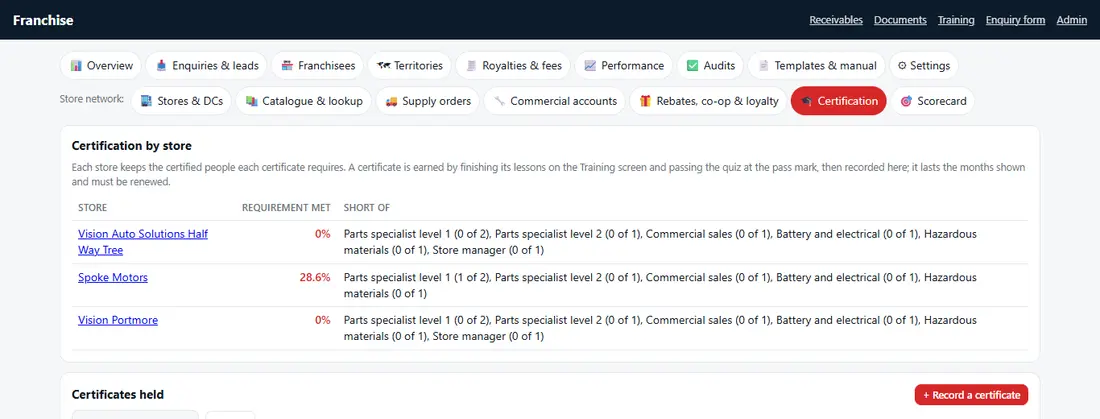 Franchise
Receivables Documents Training Enquiry form Admin
Overview Enquiries & leads Franchisees Territories Royalties & fees Performance Audits Templates & manual Settings
Store network: Stores & DCs Catalogue & lookup Supply orders Commercial accounts Rebates, co-op & loyalty Certification Scorecard
Certification by store
Each store keeps the certified people each certificate requires. A certificate is earned by finishing its lessons on the Training screen and passing the quiz at the pass mark, then recorded here; it lasts the months shown
and must be renewed.
STORE REQUIREMENT MET SHORT OF
Vision Auto Solutions Half 0% Parts specialist level 1 (0 of 2), Parts specialist level 2 (0 of 1), Commercial sales (0 of 1), Battery and electrical (0 of 1), Hazardous
Way Tree materials (0 of 1), Store manager (0 of 1)
Spoke Motors 28.6% Parts specialist level 1 (1 of 2), Parts specialist level 2 (0 of 1), Commercial sales (0 of 1), Battery and electrical (0 of 1), Hazardous
materials (0 of 1)
Vision Portmore 0% Parts specialist level 1 (0 of 2), Parts specialist level 2 (0 of 1), Commercial sales (0 of 1), Battery and electrical (0 of 1), Hazardous
materials (0 of 1), Store manager (0 of 1)
Certificates held
+ Record a certificate